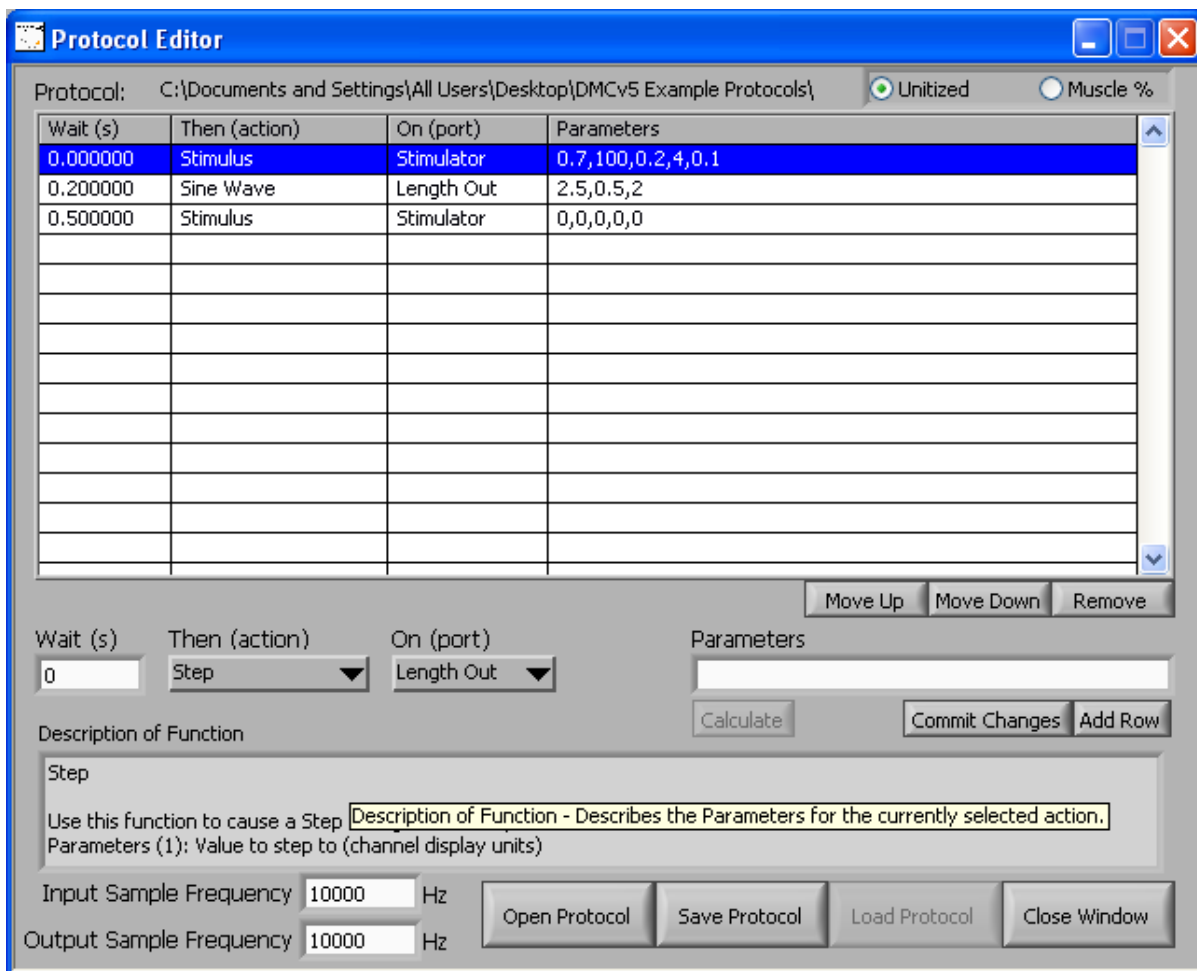 Protocol Editor
Protocol: C:\Documents and Settings\All Users\Desktop\DMCv5 Example Protocols\ Unitized Muscle %
Wait (s) Then (action) On (port) Parameters
0.000000 Stimulus Stimulator 0.7,100,0.2,4,0.1
0.200000 Sine Wave Length Out 2.5,0.5,2
0.500000 Stimulus Stimulator 0,0,0,0,0
Move Up Move Down Remove
Wait (s) Then (action) On (port) Parameters
0 Step Length Out
Calculate Commit Changes Add Row
Description of Function
Step
Use this function to cause a Step
Description of Function - Describes the Parameters for the currently selected action.
Parameters (1): Value to step to (channel display units)
Input Sample Frequency 10000 Hz
Output Sample Frequency 10000 Hz
Open Protocol Save Protocol Load Protocol Close Window